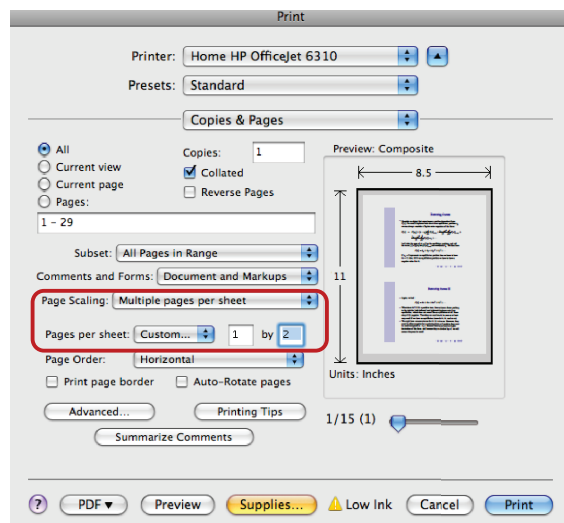 Print
Printer: Home HP OfficeJet 6310
Presets: Standard
Copies & Pages
All
Current view
Current page
Pages:
1 - 29
Copies: 1
Collated
Reverse Pages
Subset: All Pages in Range
Comments and Forms: Document and Markups
Page Scaling: Multiple pages per sheet
Pages per sheet: Custom... 1 by 2
Page Order: Horizontal
Print page border Auto-Rotate pages
Advanced... Printing Tips
Summarize Comments
Preview: Composite
8.5
11
Units: Inches
1/15 (1)
? PDF▼ Preview Supplies... Low Ink Cancel Print